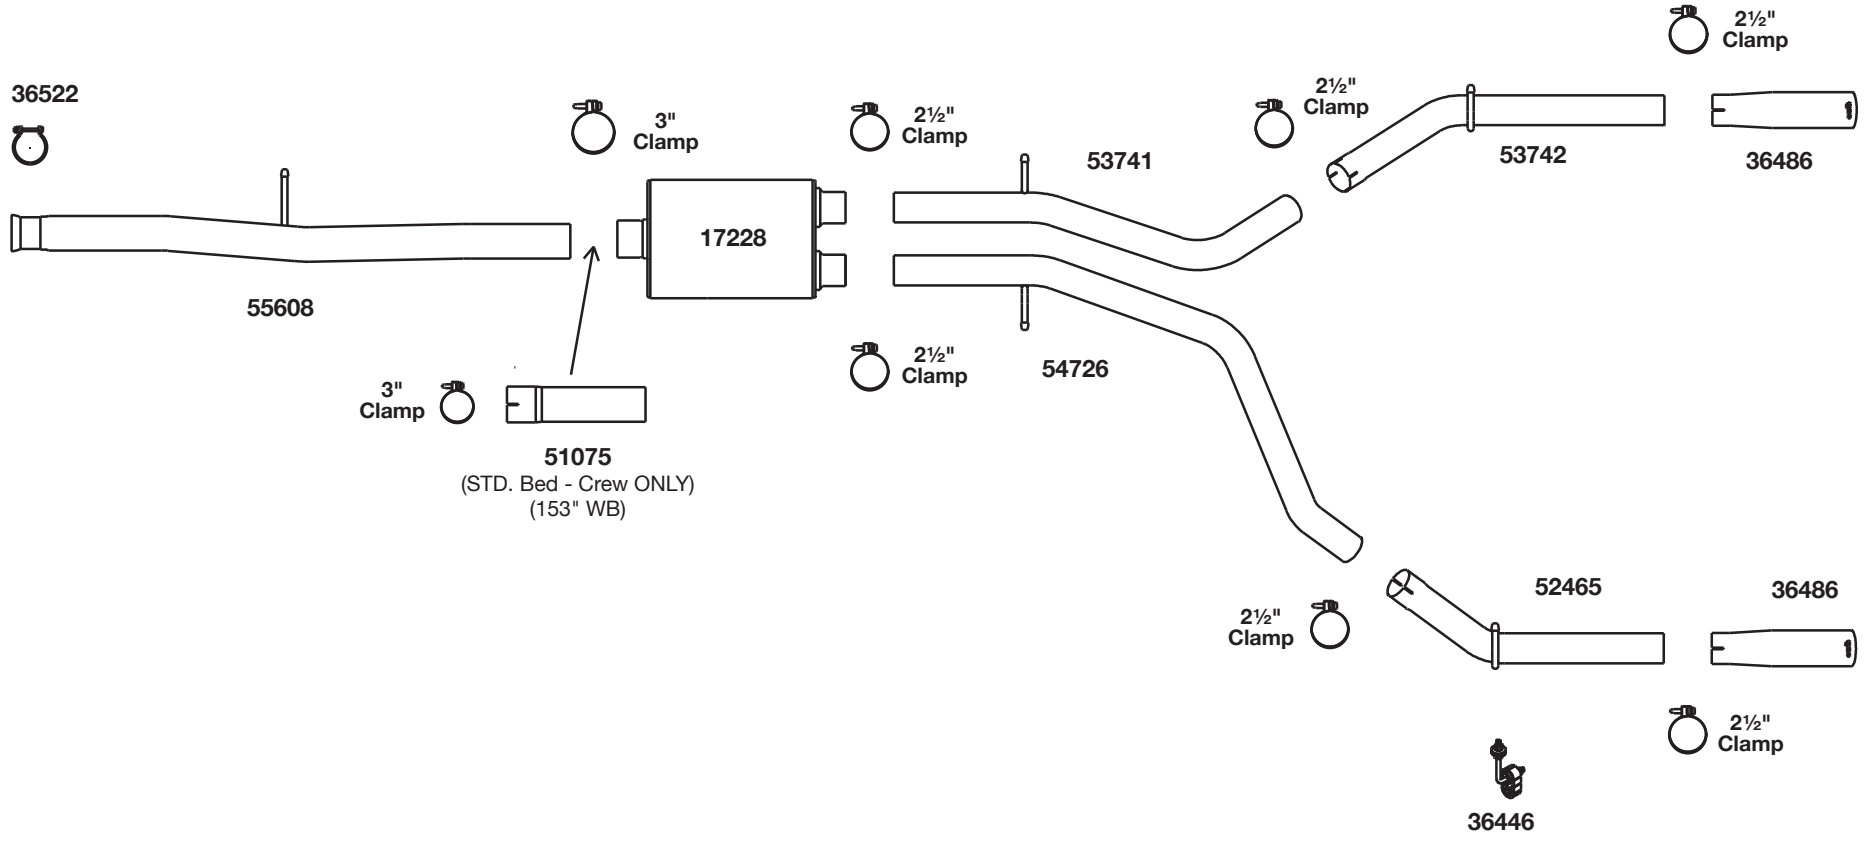 2½"
Clamp
36522
3"
Clamp
2½"
Clamp
2½"
Clamp
53741
53742
36486
17228
55608
2½"
Clamp
54726
3"
Clamp
51075
(STD. Bed - Crew ONLY)
(153" WB)
2½"
Clamp
52465
36486
2½"
Clamp
36446